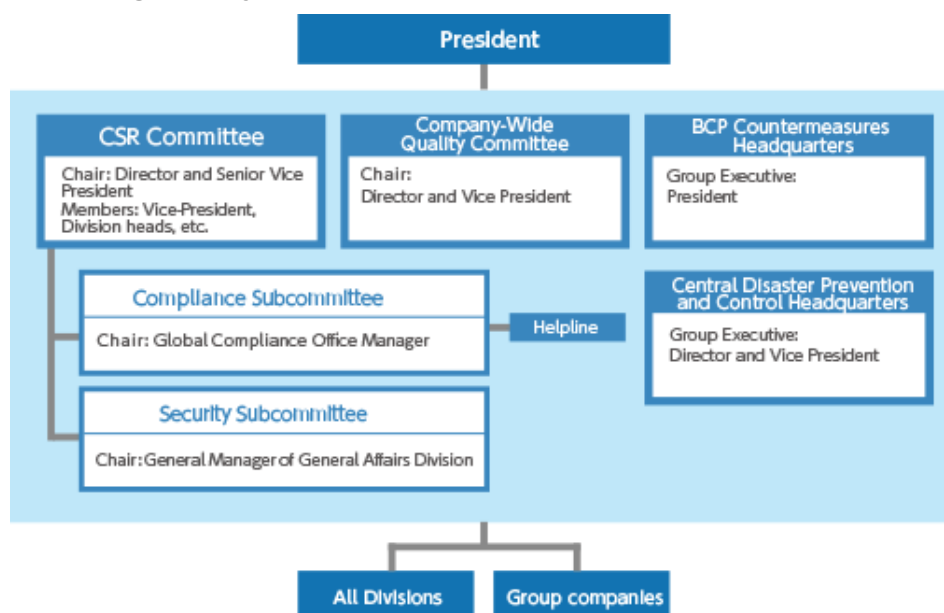 President
CSR Committee
Chair: Director and Senior Vice
President
Members: Vice-President,
Division heads, etc.
Company-Wide
Quality Committee
Chair:
Director and Vice President
BCP Countermeasures
Headquarters
Group Executive:
President
Compliance Subcommittee
Chair: Global Compliance Office Manager
Helpline
Central Disaster Prevention
and Control Headquarters
Group Executive:
Director and Vice President
Security Subcommittee
Chair:General Manager of General Affairs Division
All Divisions
Group companies